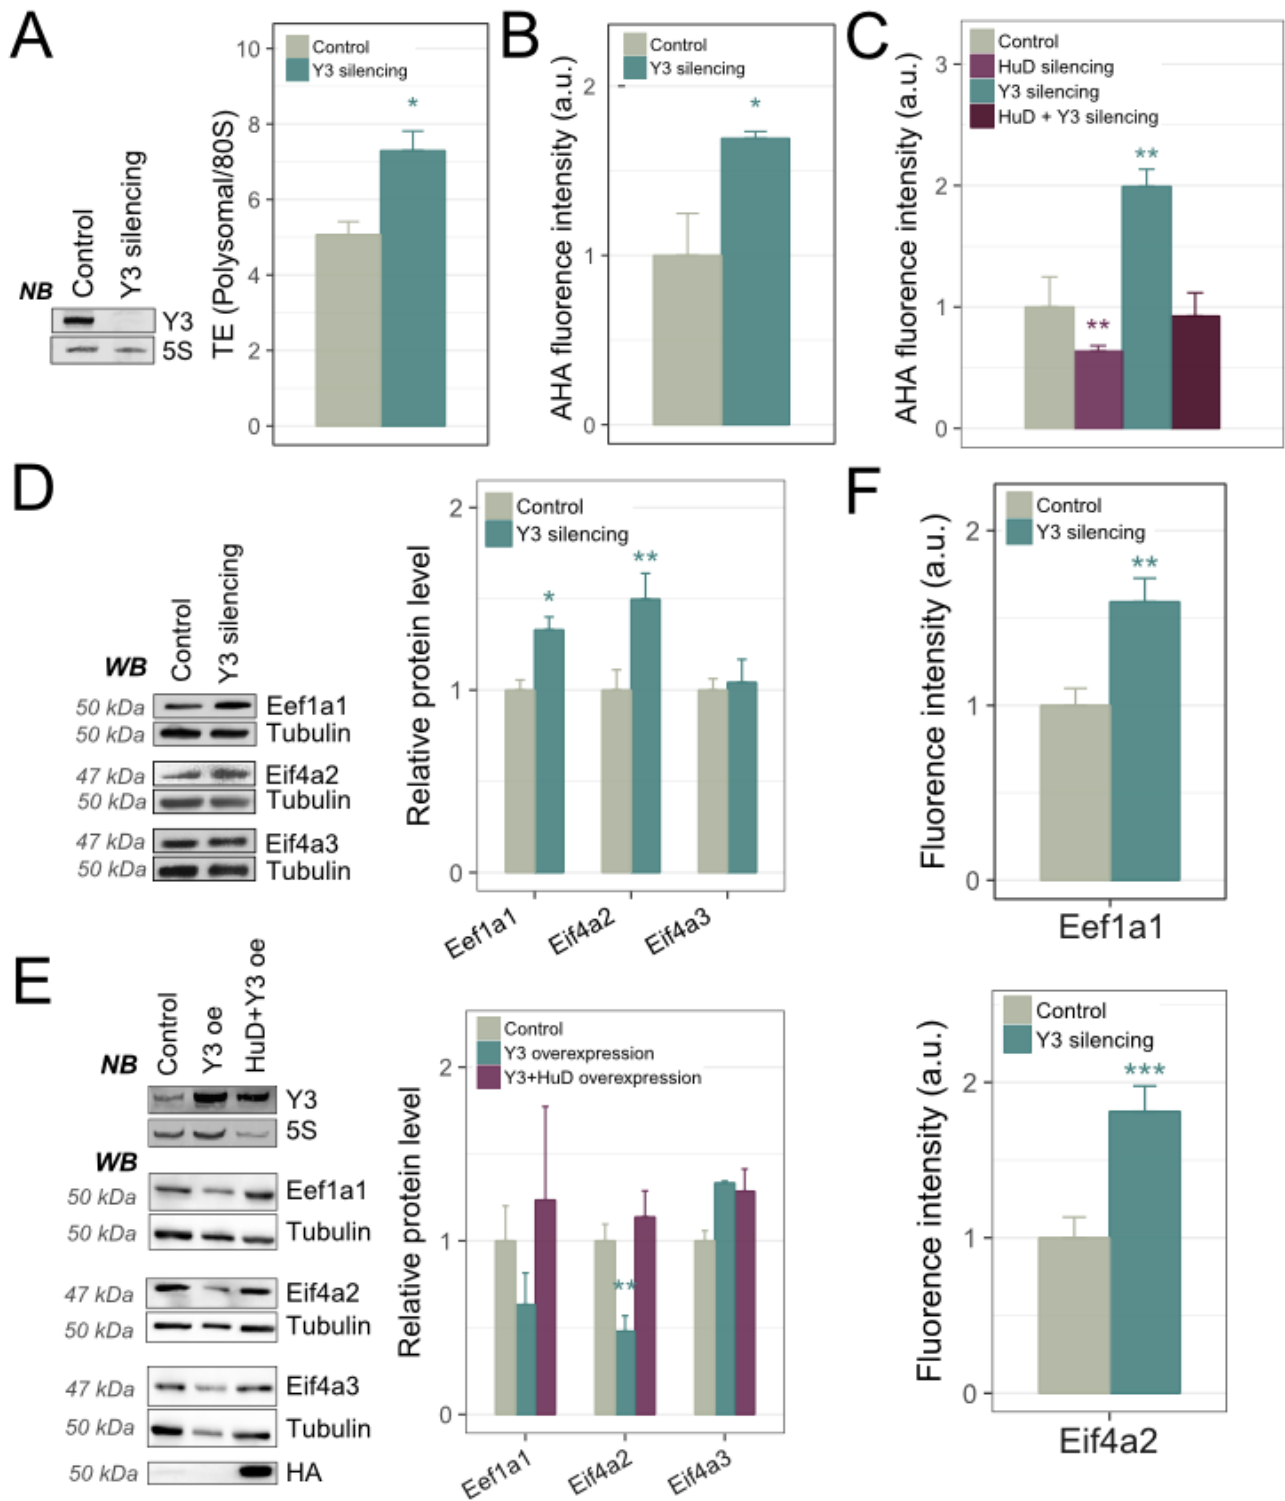 A
NB
Control
Y3 silencing
Y3
5S
TE (Polysomal/80S)
10
8
6
4
2
0
Control
Y3 silencing
*
B
AHA fluorence intensity (a.u.)
2
1
0
Control
Y3 silencing
*
C
AHA fluorence intensity (a.u.)
3
2
1
0
Control
HuD silencing
Y3 silencing
HuD + Y3 silencing
**
**
D
WB
Control
Y3 silencing
50 kDa Eef1a1
50 kDa Tubulin
47 kDa Eif4a2
50 kDa Tubulin
47 kDa Eif4a3
50 kDa Tubulin
Relative protein level
2
1
0
Control
Y3 silencing
*
**
Eef1a1
Eif4a2
Eif4a3
E
Control
Y3 oe
HuD+Y3 oe
NB
Y3
5S
WB
50 kDa Eef1a1
50 kDa Tubulin
47 kDa Eif4a2
50 kDa Tubulin
47 kDa Eif4a3
50 kDa Tubulin
50 kDa HA
Relative protein level
2
1
0
Control
Y3 overexpression
Y3+HuD overexpression
**
Eef1a1
Eif4a2
Eif4a3
F
Fluorence intensity (a.u.)
2
1
0
Control
Y3 silencing
**
Eef1a1
Fluorence intensity (a.u.)
2
1
0
Control
Y3 silencing
***
Eif4a2